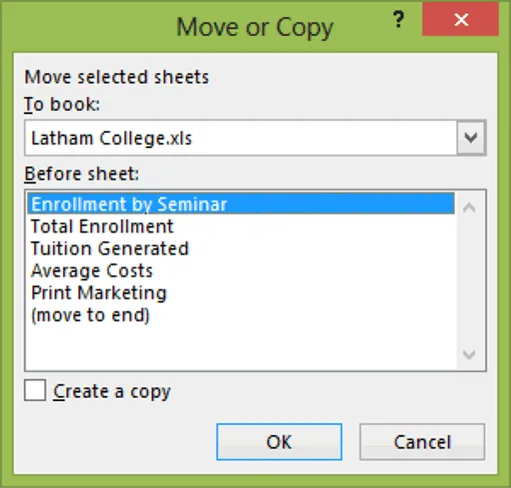 Move or Copy
?
Move selected sheets
To book:
Latham College.xls
Before sheet:
Enrollment by Seminar
Total Enrollment
Tuition Generated
Average Costs
Print Marketing
(move to end)
Create a copy
OK Cancel